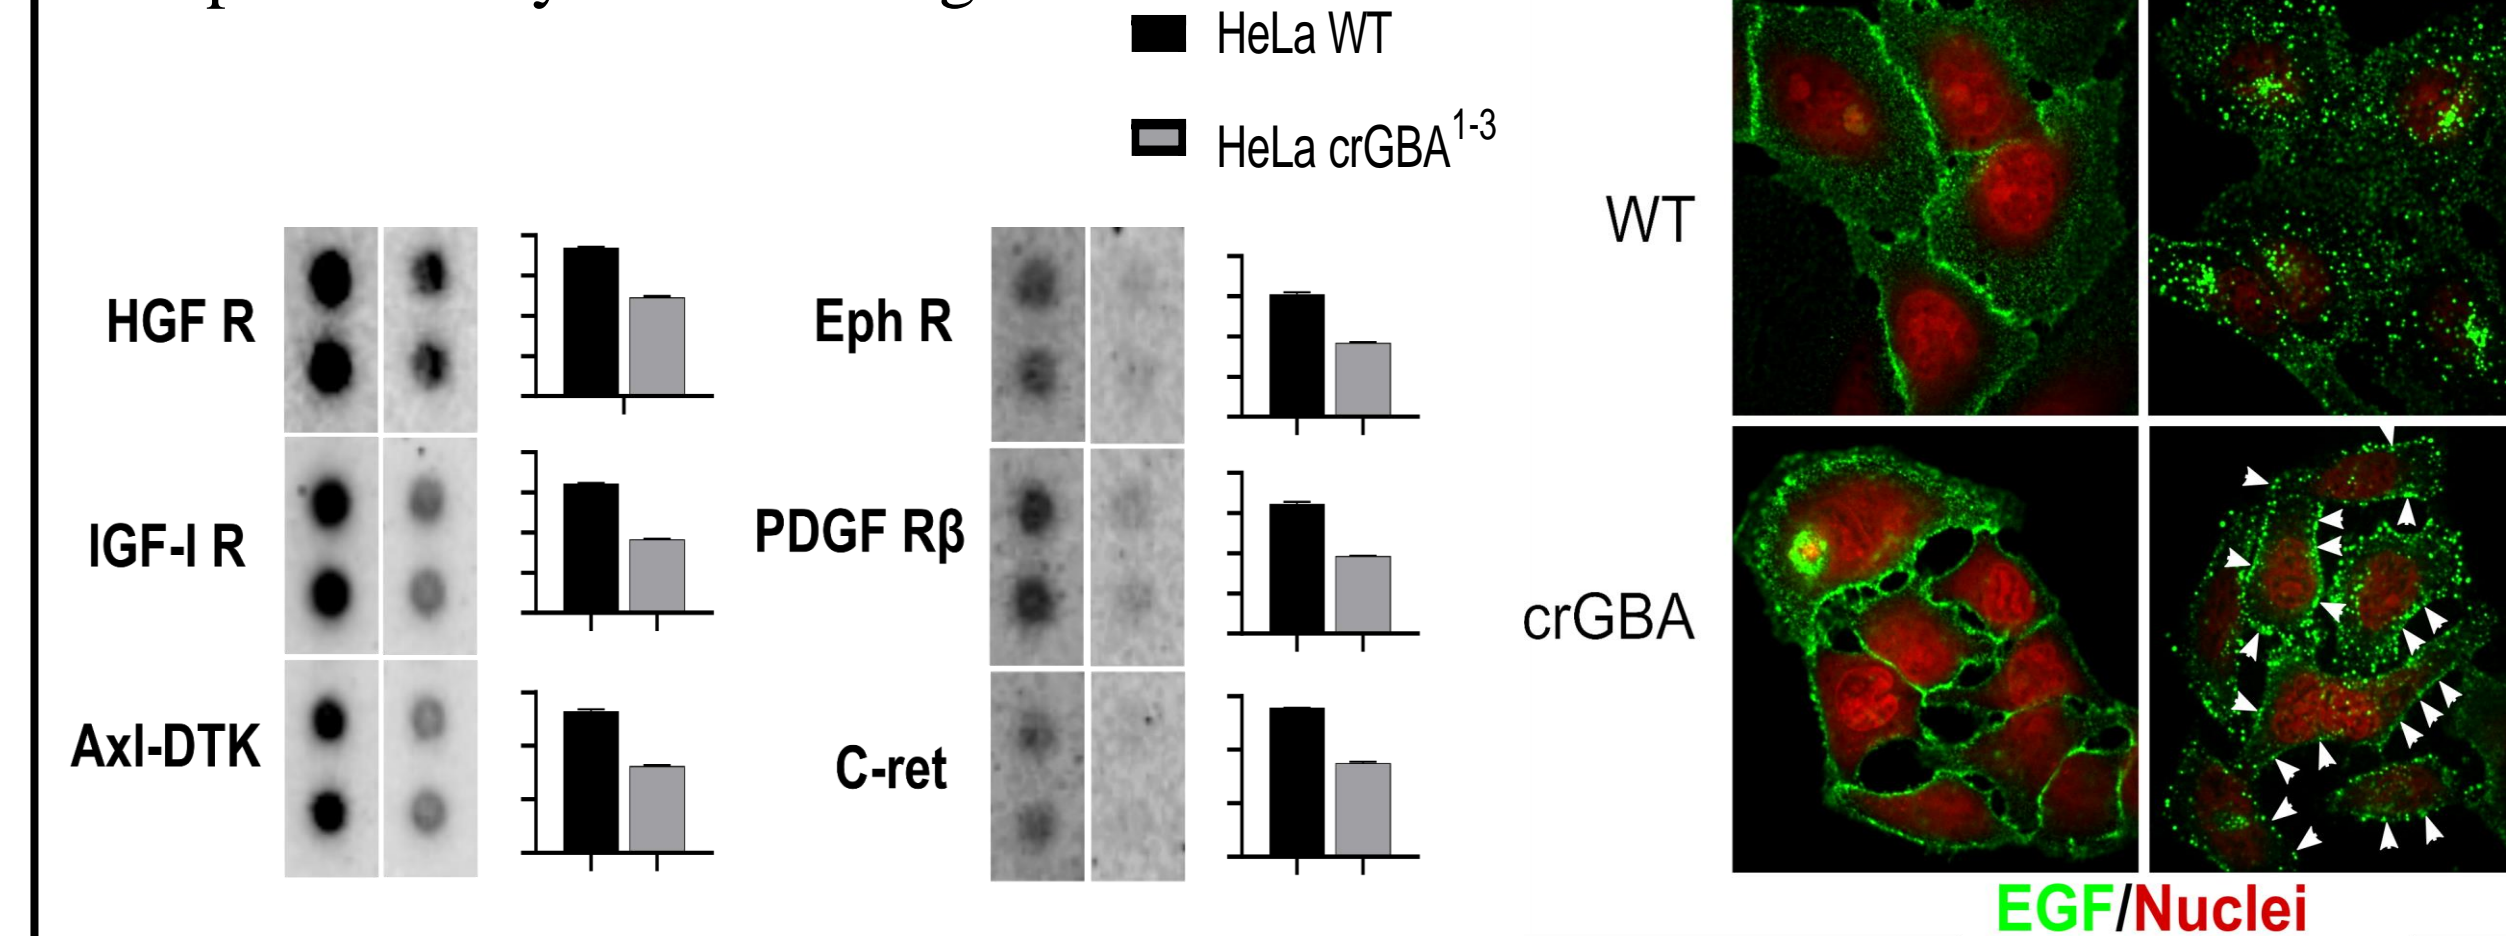 HeLa WT
HeLa crGBA1-3
HGF R
IGF-I R
Axl-DTK
Eph R
PDGF Rβ
C-ret
WT
crGBA
EGF/Nuclei